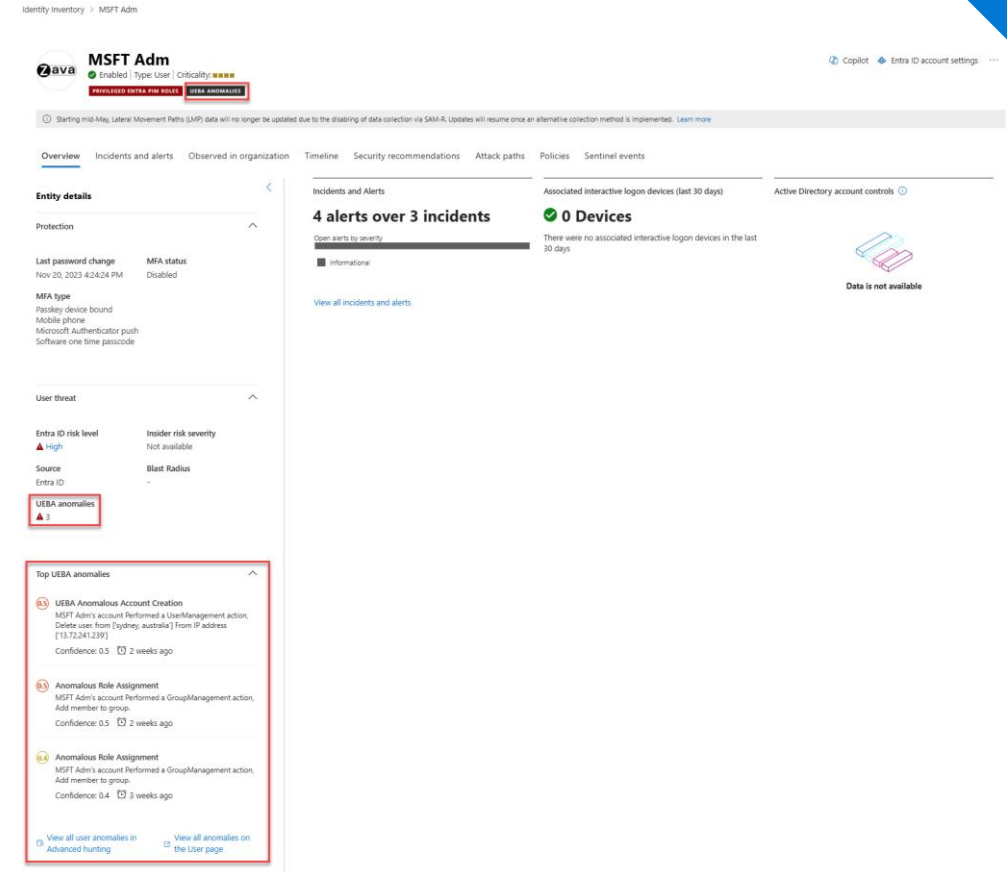 Identity Inventory > MSFT Adm
Zava
MSFT Adm
Enabled | Type: User | Criticality:
PRIVILEGED ENTRA PIM ROLES UEBA ANOMALIES
Copilot Entra ID account settings ...
Starting mid-May, Lateral Movement Paths (LMP) data will no longer be updated due to the disabling of data collection via SAM-R. Updates will resume once an alternative collection method is implemented. Learn more
Overview Incidents and alerts Observed in organization Timeline Security recommendations Attack paths Policies Sentinel events
Entity details
Protection
Last password change MFA status
Nov 20, 2023 4:24:24 PM Disabled
MFA type
Passkey device bound
Mobile phone
Microsoft Authenticator push
Software one time passcode
User threat
Entra ID risk level Insider risk severity
High Not available
Source Blast Radius
Entra ID -
UEBA anomalies
3
Top UEBA anomalies
0.5 UEBA Anomalous Account Creation
MSFT Adm's account Performed a UserManagement action,
Delete user. from ['sydney, australia'] From IP address
['13.72.241.239']
Confidence: 0.5 2 weeks ago
0.5 Anomalous Role Assignment
MSFT Adm's account Performed a GroupManagement action,
Add member to group.
Confidence: 0.5 2 weeks ago
0.4 Anomalous Role Assignment
MSFT Adm's account Performed a GroupManagement action,
Add member to group.
Confidence: 0.4 3 weeks ago
View all user anomalies in View all anomalies on
Advanced hunting the User page
Incidents and Alerts
4 alerts over 3 incidents
Open alerts by severity
Informational
View all incidents and alerts
Associated interactive logon devices (last 30 days)
0 Devices
There were no associated interactive logon devices in the last
30 days
Active Directory account controls
Data is not available